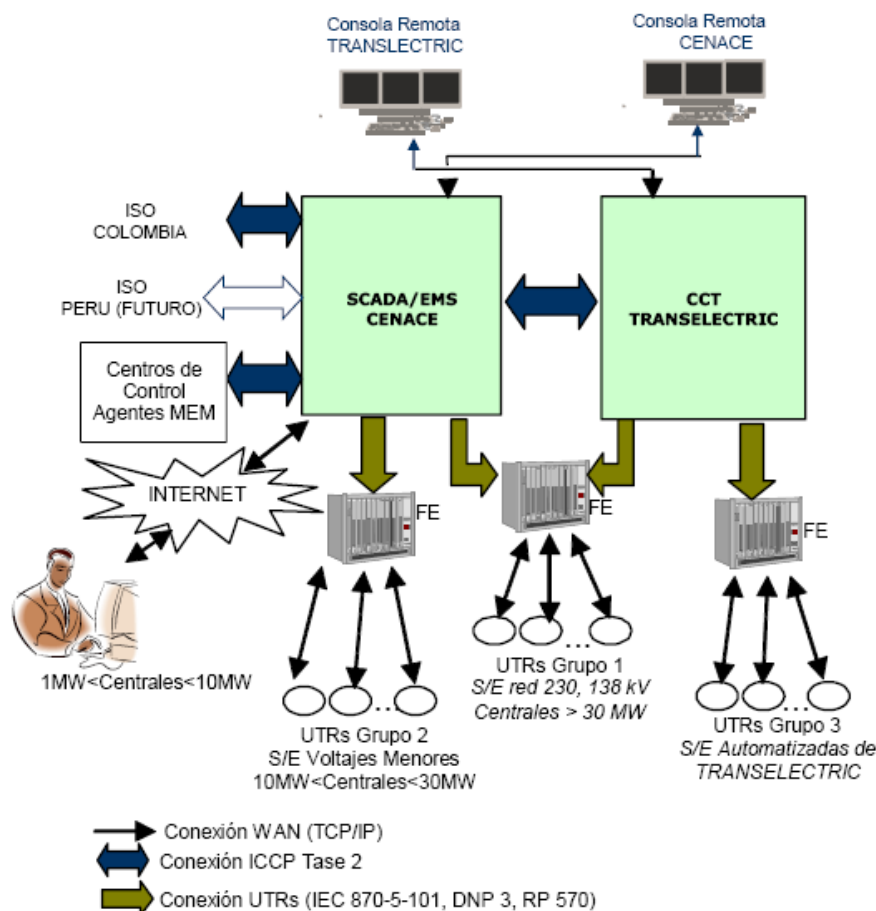 Consola Remota
TRANSLECTRIC
Consola Remota
CENACE
ISO
COLOMBIA
ISO
PERU (FUTURO)
SCADA/EMS
CENACE
CCT
TRANSELECTRIC
Centros de
Control
Agentes MEM
INTERNET
FE
FE
FE
1MW<Centrales<10MW
...
UTRs Grupo 1
S/E red 230, 138 kV
Centrales > 30 MW
...
UTRs Grupo 2
S/E Voltajes Menores
10MW<Centrales<30MW
...
UTRs Grupo 3
S/E Automatizadas de
TRANSELECTRIC
Conexión WAN (TCP/IP)
Conexión ICCP Tase 2
Conexión UTRs (IEC 870-5-101, DNP 3, RP 570)